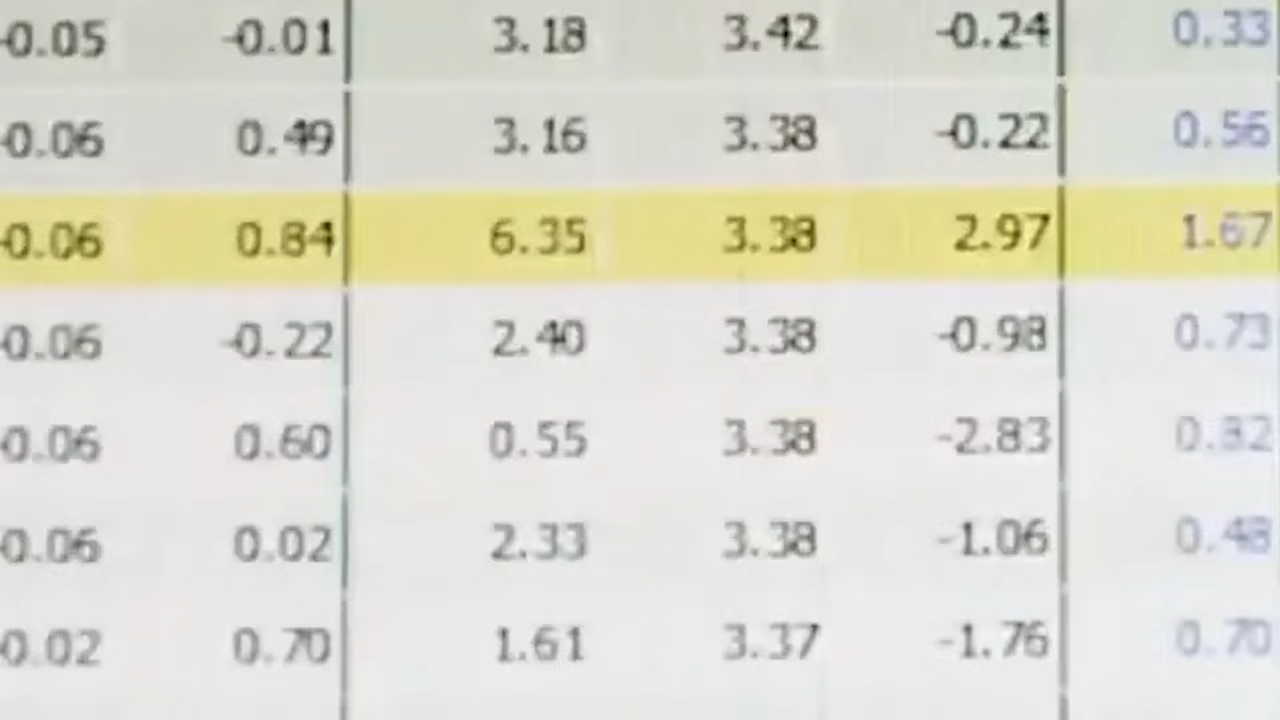 -0.05 -0.01 3.18 3.42 -0.24 0.33
-0.06 0.49 3.16 3.38 -0.22 0.56
-0.06 0.84 6.35 3.38 2.97 1.67
-0.06 -0.22 2.40 3.38 -0.98 0.73
-0.06 0.60 0.55 3.38 -2.83 0.82
-0.06 0.02 2.33 3.38 -1.06 0.48
-0.02 0.70 1.61 3.37 -1.76 0.70